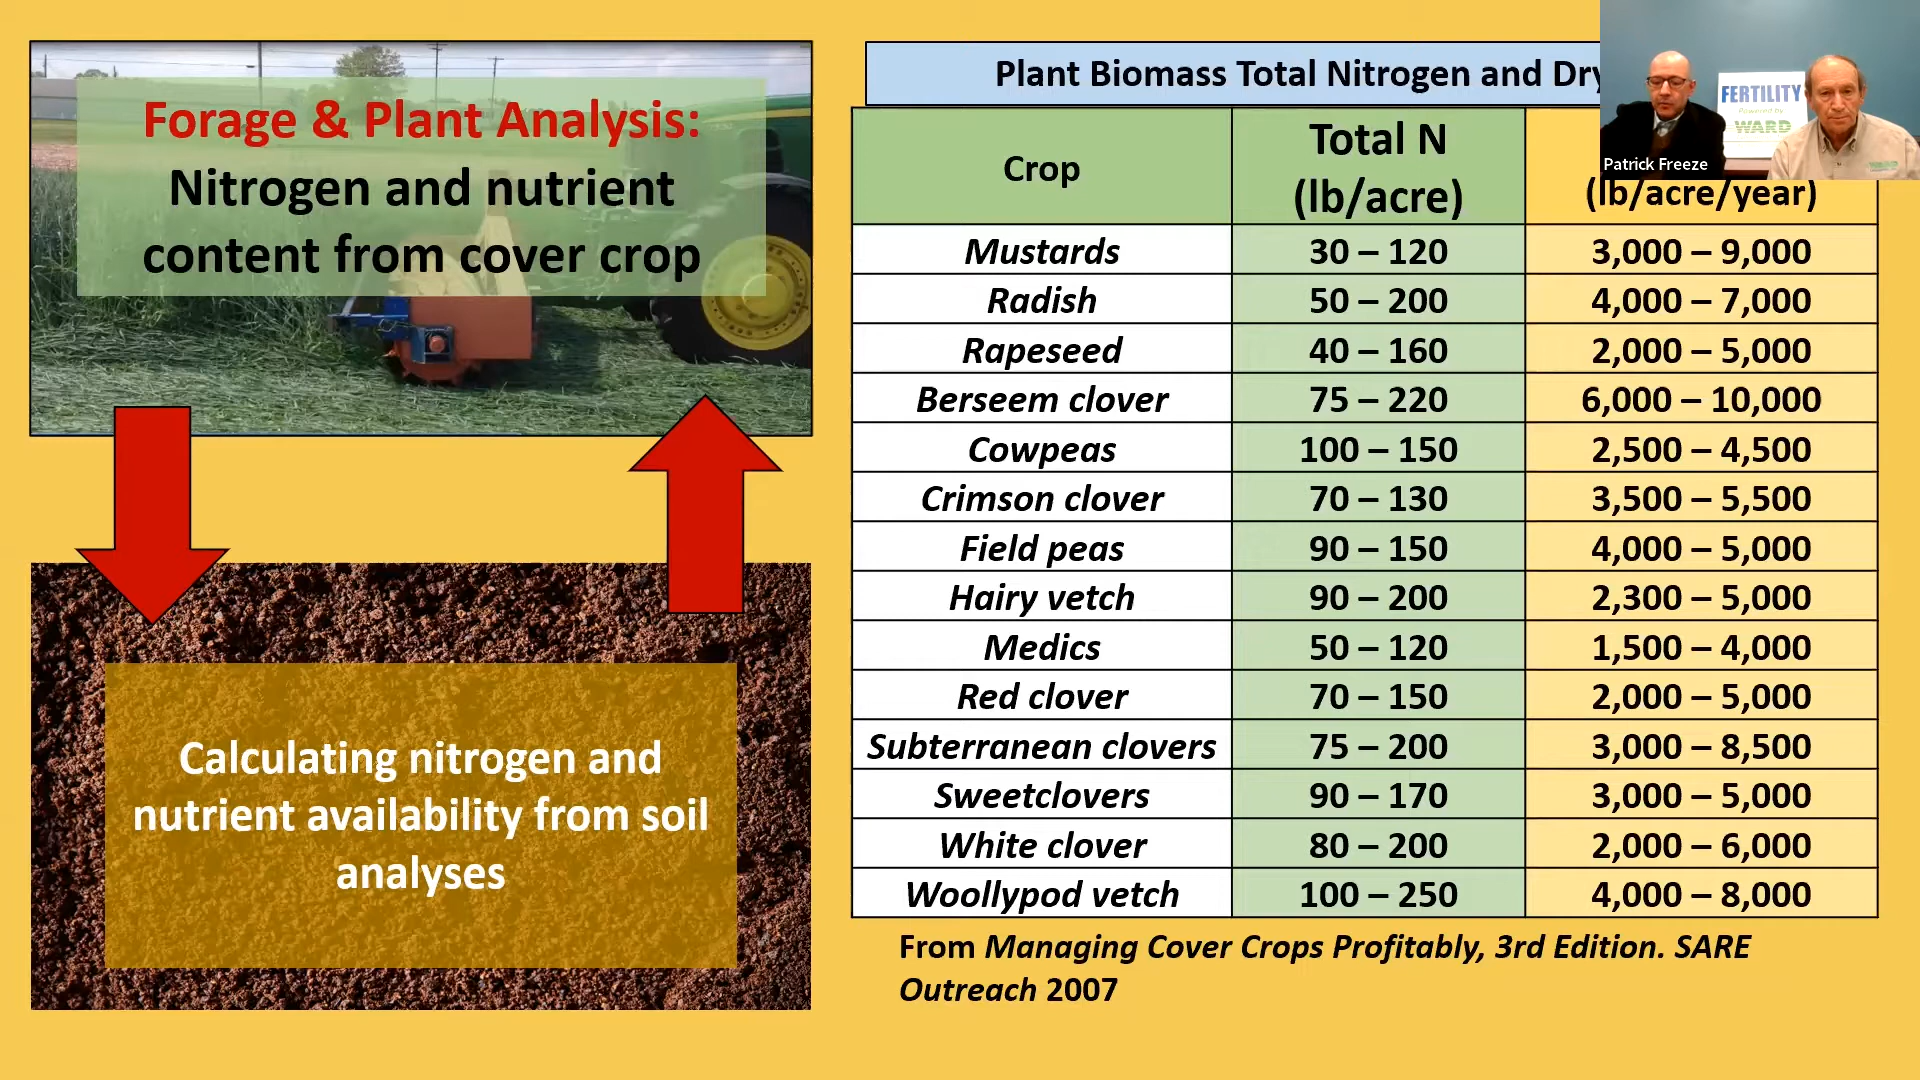 Forage & Plant Analysis:
Nitrogen and nutrient
content from cover crop
Calculating nitrogen and
nutrient availability from soil
analyses
Plant Biomass Total Nitrogen and Dry
Crop
Total N
(lb/acre)
(lb/acre/year)
Mustards 30 – 120 3,000 – 9,000
Radish 50 – 200 4,000 – 7,000
Rapeseed 40 – 160 2,000 – 5,000
Berseem clover 75 – 220 6,000 – 10,000
Cowpeas 100 – 150 2,500 – 4,500
Crimson clover 70 – 130 3,500 – 5,500
Field peas 90 – 150 4,000 – 5,000
Hairy vetch 90 – 200 2,300 – 5,000
Medics 50 – 120 1,500 – 4,000
Red clover 70 – 150 2,000 – 5,000
Subterranean clovers 75 – 200 3,000 – 8,500
Sweetclovers 90 – 170 3,000 – 5,000
White clover 80 – 200 2,000 – 6,000
Woollypod vetch 100 – 250 4,000 – 8,000
From Managing Cover Crops Profitably, 3rd Edition. SARE
Outreach 2007
FERTILITY
Powered by
WARD
Patrick Freeze